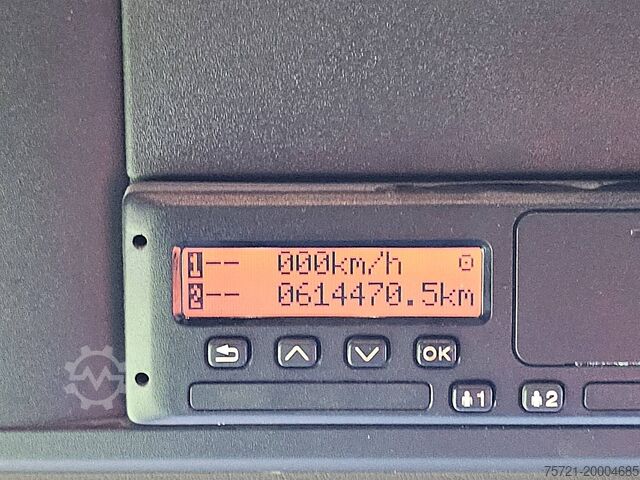 1-- 000km/h
2-- 0614470.5km
OK
1 2
75721-20004685